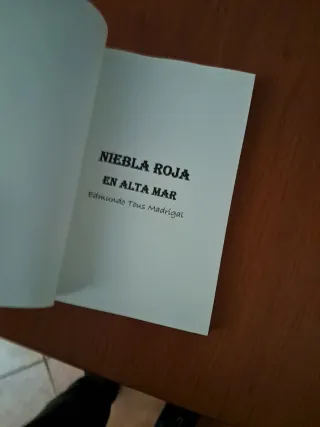 NIEBLA ROJA
EN ALTA MAR
Edmundo Tous Madrigal